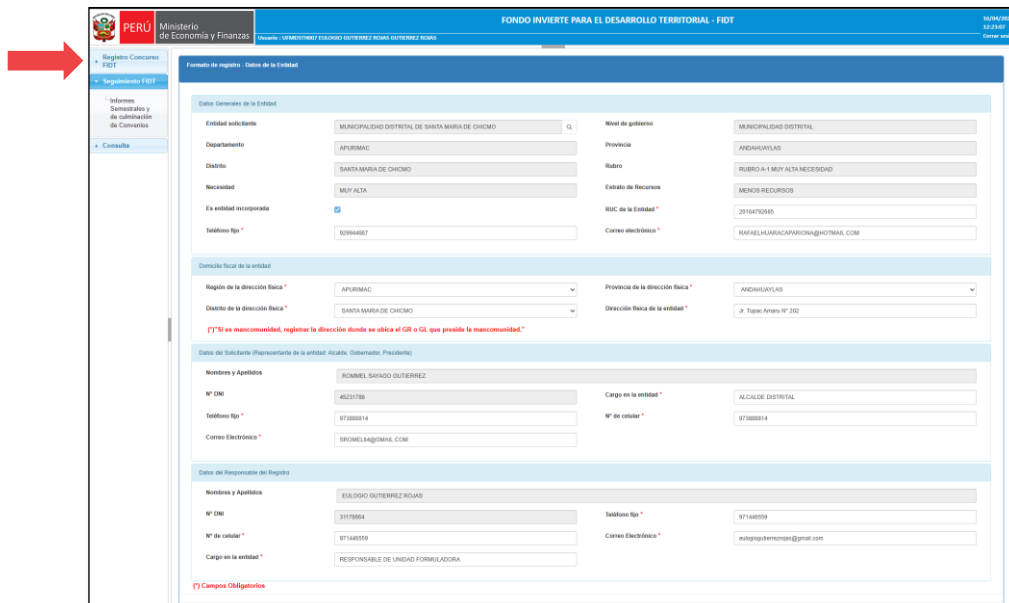 PERÚ Ministerio de Economía y Finanzas
FONDO INVIERTE PARA EL DESARROLLO TERRITORIAL - FIDT
Usuario : UFMDSTH007 EULOGIO GUTIERREZ ROJAS GUTIERREZ ROJAS
16/04/20
12:23:07
Cerrar ses
Registro Concurso FIDT
Seguimiento FIDT
Informes
Semestrales y
de culminación
de Convenios
Consulta
Formato de registro - Datos de la Entidad
Datos Generales de la Entidad
Entidad solicitante MUNICIPALIDAD DISTRITAL DE SANTA MARIA DE CHICMO Nivel de gobierno MUNICIPALIDAD DISTRITAL
Departamento APURIMAC Provincia ANDAHUAYLAS
Distrito SANTA MARIA DE CHICMO Rubro RUBRO A-1 MUY ALTA NECESIDAD
Necesidad MUY ALTA Estrato de Recursos MENOS RECURSOS
Es entidad incorporada RUC de la Entidad * 20164792685
Teléfono fijo * 929944667 Correo electrónico * RAFAELHUARACAPARIONA@HOTMAIL.COM
Domicilio fiscal de la entidad
Región de la dirección física * APURIMAC Provincia de la dirección física * ANDAHUAYLAS
Distrito de la dirección física * SANTA MARIA DE CHICMO Dirección física de la entidad * Jr. Tupac Amaru N° 202
(*)"Si es mancomunidad, registrar la dirección donde se ubica el GR o GL que preside la mancomunidad."
Datos del Solicitante (Representante de la entidad: Alcalde, Gobernador, Presidente)
Nombres y Apellidos ROMMEL SAYAGO GUTIERREZ
N° DNI 45231786 Cargo en la entidad * ALCALDE DISTRITAL
Teléfono fijo * 973888814 N° de celular * 973888814
Correo Electrónico * SROMEL84@GMAIL.COM
Datos del Responsable del Registro
Nombres y Apellidos EULOGIO GUTIERREZ ROJAS
N° DNI 31178864 Teléfono fijo * 971446559
N° de celular * 971446559 Correo Electrónico * eulogiogutierrezrojas@gmail.com
Cargo en la entidad * RESPONSABLE DE UNIDAD FORMULADORA
(*) Campos Obligatorios